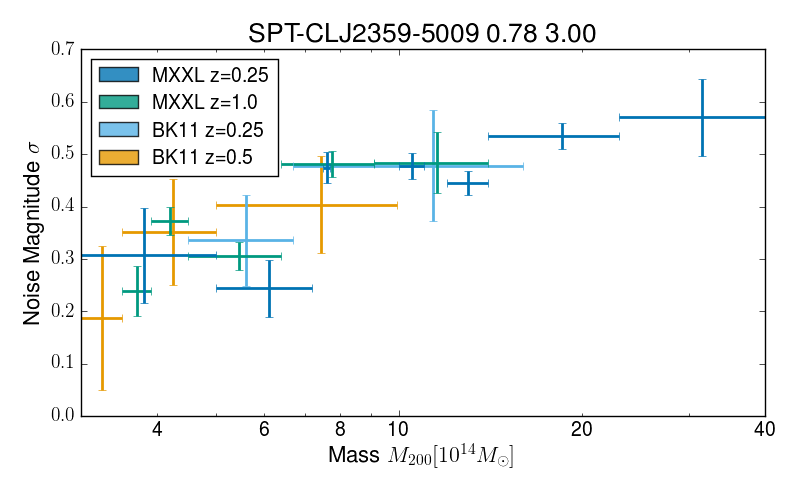 SPT-CLJ2359-5009 0.78 3.00
0.7
0.6
0.5
0.4
0.3
0.2
0.1
0.0
Noise Magnitude σ
MXXL z=0.25
MXXL z=1.0
BK11 z=0.25
BK11 z=0.5
4 6 8 10 20 40
Mass M₂₀₀[10¹⁴M☉]